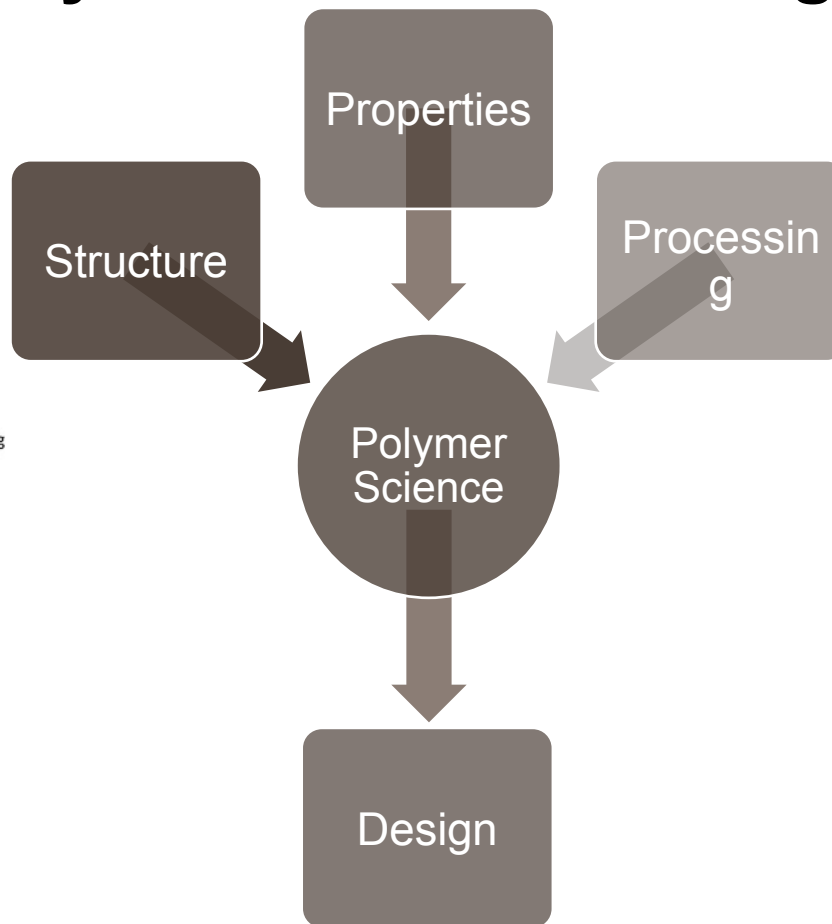 Properties
Structure
Processin
g
Polymer
Science
Design